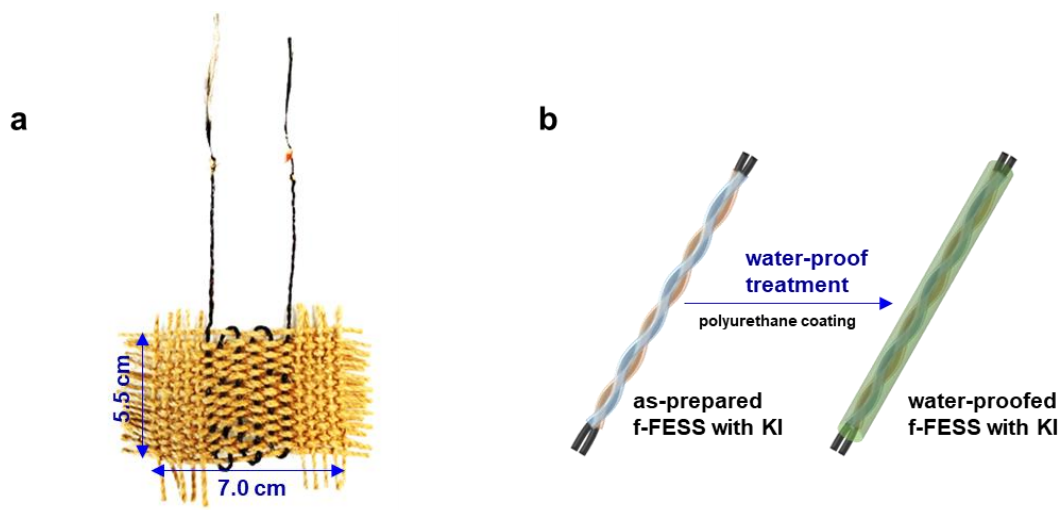 a
b
5.5 cm
7.0 cm
water-proof
treatment
polyurethane coating
as-prepared
f-FESS with KI
water-proofed
f-FESS with KI